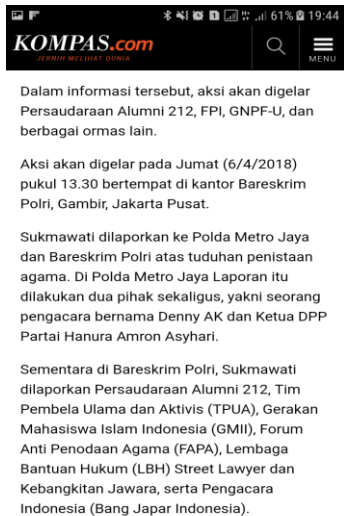 61% 19:44
KOMPAS.com
JERNIH MELIHAT DUNIA
MENU
Dalam informasi tersebut, aksi akan digelar
Persaudaraan Alumni 212, FPI, GNPF-U, dan
berbagai ormas lain.
Aksi akan digelar pada Jumat (6/4/2018)
pukul 13.30 bertempat di kantor Bareskrim
Polri, Gambir, Jakarta Pusat.
Sukmawati dilaporkan ke Polda Metro Jaya
dan Bareskrim Polri atas tuduhan penistaan
agama. Di Polda Metro Jaya Laporan itu
dilakukan dua pihak sekaligus, yakni seorang
pengacara bernama Denny AK dan Ketua DPP
Partai Hanura Amron Asyhari.
Sementara di Bareskrim Polri, Sukmawati
dilaporkan Persaudaraan Alumni 212, Tim
Pembela Ulama dan Aktivis (TPUA), Gerakan
Mahasiswa Islam Indonesia (GMII), Forum
Anti Penodaan Agama (FAPA), Lembaga
Bantuan Hukum (LBH) Street Lawyer dan
Kebangkitan Jawara, serta Pengacara
Indonesia (Bang Japar Indonesia).